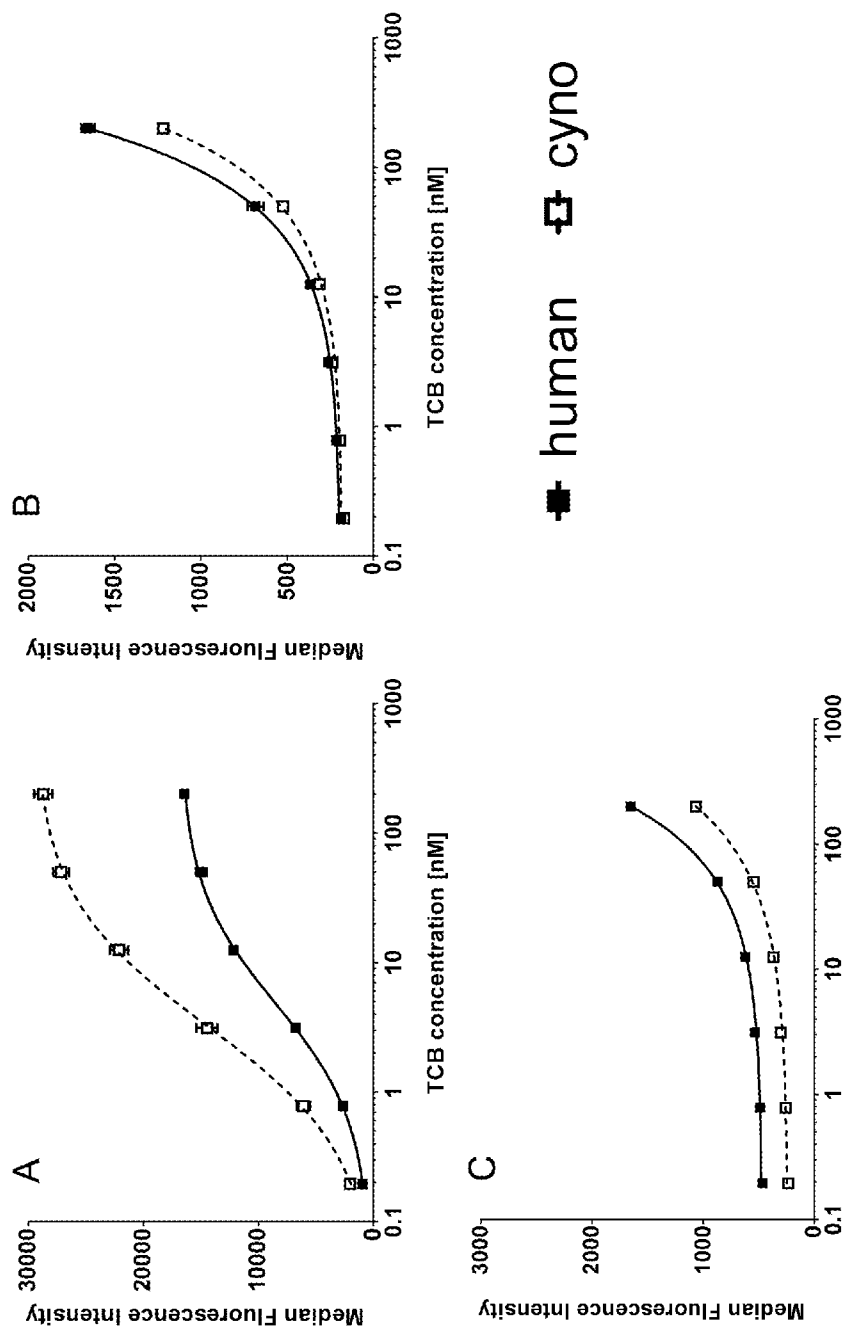 A
Median Fluorescence Intensity
30000
20000
10000
0
0.1 1 10 100 1000
TCB concentration [nM]
B
Median Fluorescence Intensity
2000
1500
1000
500
0
0.1 1 10 100 1000
TCB concentration [nM]
C
Median Fluorescence Intensity
3000
2000
1000
0
0.1 1 10 100 1000
human cyno